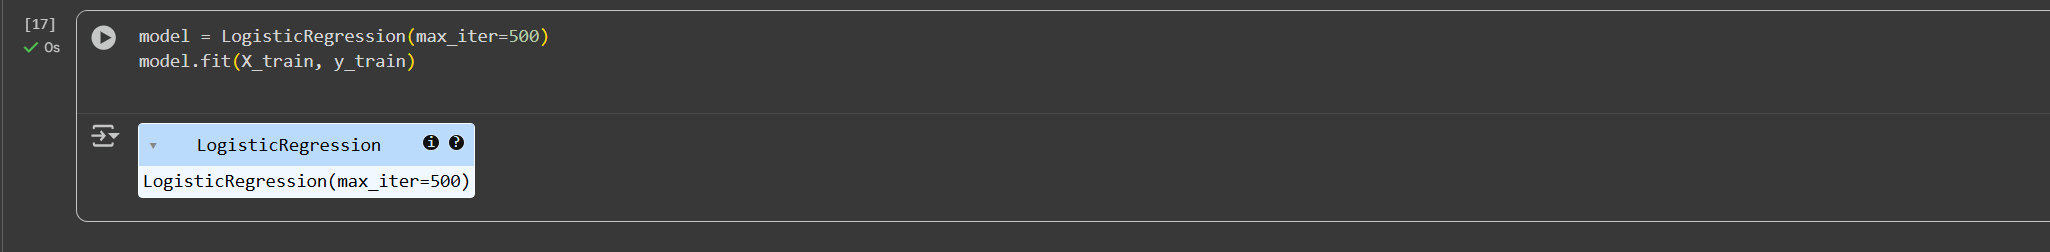 [17]
0s
model = LogisticRegression(max_iter=500)
model.fit(X_train, y_train)
LogisticRegression
i ?
LogisticRegression(max_iter=500)